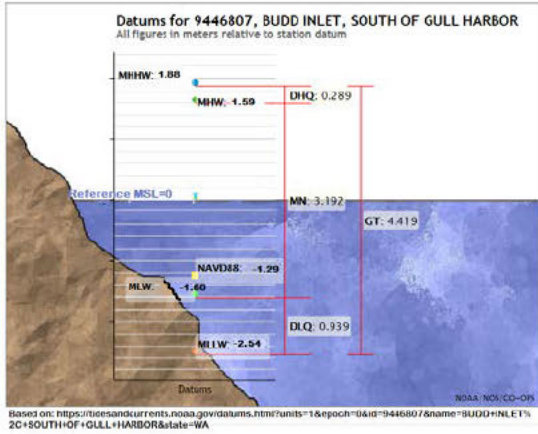 Datums for 9446807, BUDD INLET, SOUTH OF GULL HARBOR
All figures in meters relative to station datum
MHHW: 1.88
DHQ: 0.289
MHW: 1.59
Reference MSL=0
MN: 3.192
GT: 4.419
NAVD88: -1.29
MLW: -1.60
DLQ: 0.939
MLLW: -2.54
Datums
NOAA/NOS/CO-OPS
Based on: https://tidesandcurrents.noaa.gov/datums.html?units=1&epoch=0&id=9446807&name=BUDD+INLET%
2C+SOUTH+OF+GULL+HARBOR&state=WA